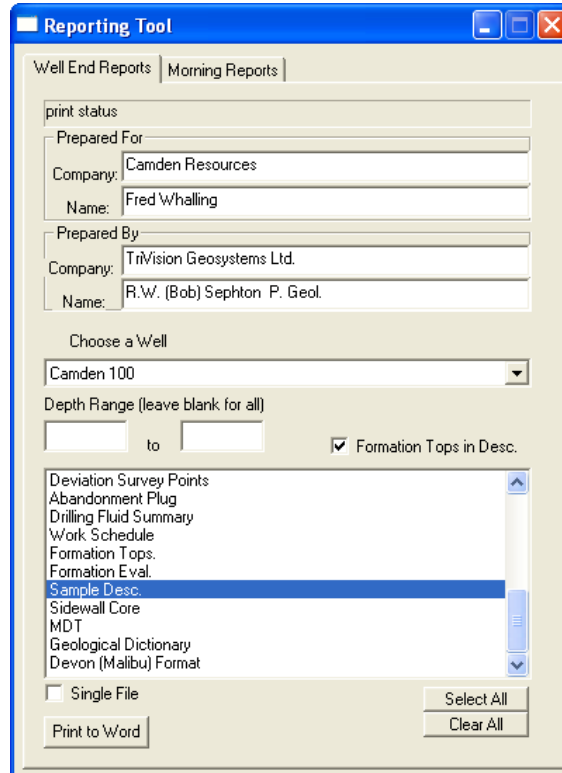 Reporting Tool
Well End Reports Morning Reports
print status
Prepared For
Company: Camden Resources
Name: Fred Whalling
Prepared By
Company: TriVision Geosystems Ltd.
Name: R.W. (Bob) Sephton P. Geol.
Choose a Well
Camden 100
Depth Range (leave blank for all)
to Formation Tops in Desc.
Deviation Survey Points
Abandonment Plug
Drilling Fluid Summary
Work Schedule
Formation Tops.
Formation Eval.
Sample Desc.
Sidewall Core
MDT
Geological Dictionary
Devon (Malibu) Format
Single File Select All
Print to Word Clear All